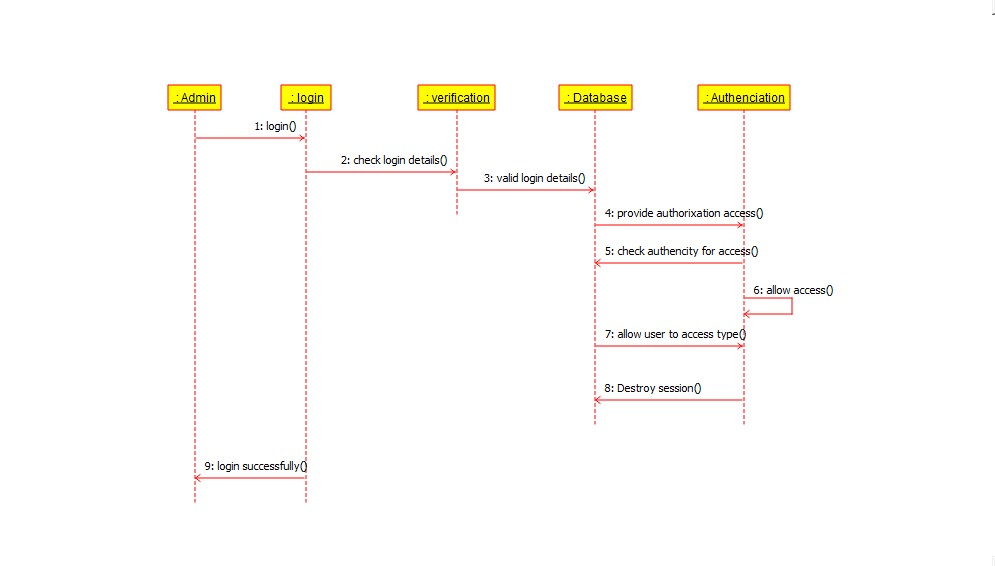 : Admin
: login
: verification
: Database
: Authenciation
1: login()
2: check login details()
3: valid login details()
4: provide authorixation access()
5: check authencity for access()
6: allow access()
7: allow user to access type()
8: Destroy session()
9: login successfully()